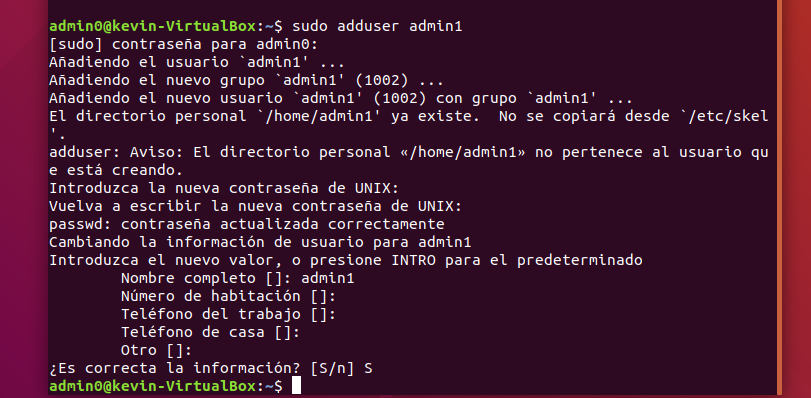 admin0@kevin-VirtualBox:~$ sudo adduser admin1
[sudo] contraseña para admin0:
Añadiendo el usuario `admin1' ...
Añadiendo el nuevo grupo `admin1' (1002) ...
Añadiendo el nuevo usuario `admin1' (1002) con grupo `admin1' ...
El directorio personal `/home/admin1' ya existe.  No se copiará desde `/etc/skel
'.
adduser: Aviso: El directorio personal «/home/admin1» no pertenece al usuario qu
e está creando.
Introduzca la nueva contraseña de UNIX:
Vuelva a escribir la nueva contraseña de UNIX:
passwd: contraseña actualizada correctamente
Cambiando la información de usuario para admin1
Introduzca el nuevo valor, o presione INTRO para el predeterminado
        Nombre completo []: admin1
        Número de habitación []:
        Teléfono del trabajo []:
        Teléfono de casa []:
        Otro []:
¿Es correcta la información? [S/n] S
admin0@kevin-VirtualBox:~$